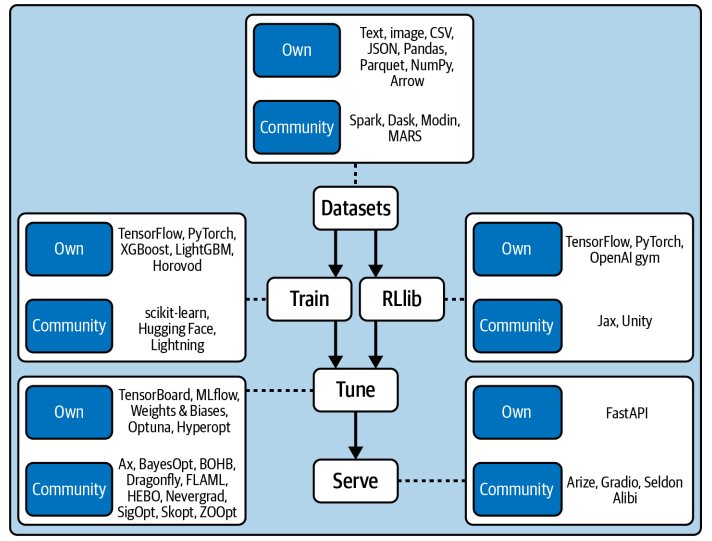 Own
Text, image, CSV,
JSON, Pandas,
Parquet, NumPy,
Arrow
Community
Spark, Dask, Modin,
MARS
Datasets
Own
TensorFlow, PyTorch,
XGBoost, LightGBM,
Horovod
Community
scikit-learn,
Hugging Face,
Lightning
Train
RLlib
Own
TensorFlow, PyTorch,
OpenAI gym
Community
Jax, Unity
Own
TensorBoard, MLflow,
Weights & Biases,
Optuna, Hyperopt
Community
Ax, BayesOpt, BOHB,
Dragonfly, FLAML,
HEBO, Nevergrad,
SigOpt, Skopt, ZOOpt
Tune
Serve
Own
FastAPI
Community
Arize, Gradio, Seldon
Alibi